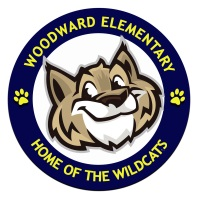 WOODWARD ELEMENTARY
HOME OF THE WILDCATS